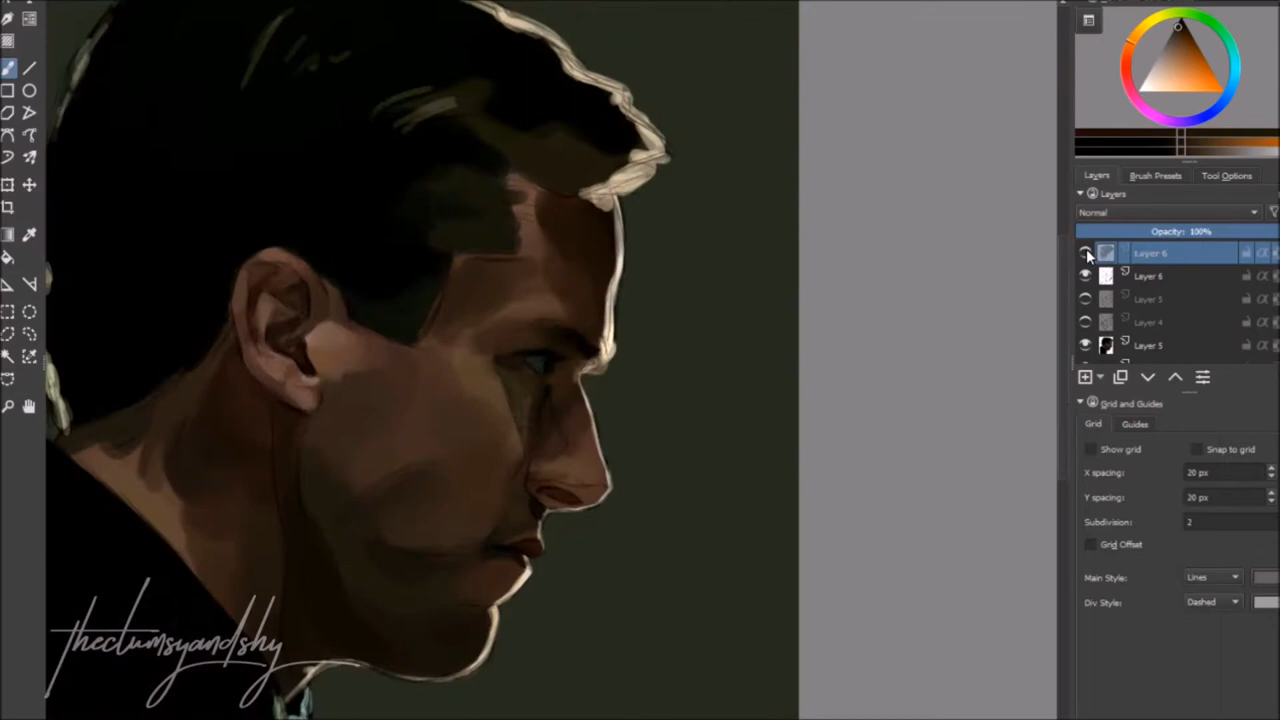 Layers Brush Presets Tool Options
Layers
Normal
Opacity: 100%
Layer 6
Layer 6
Layer 5
Layer 4
Layer 5
Grid and Guides
Grid Guides
Show grid Snap to grid
X spacing: 20 px
Y spacing: 20 px
Subdivision: 2
Grid Offset
Main Style: Lines
Div Style: Dashed
theclumsyandshy